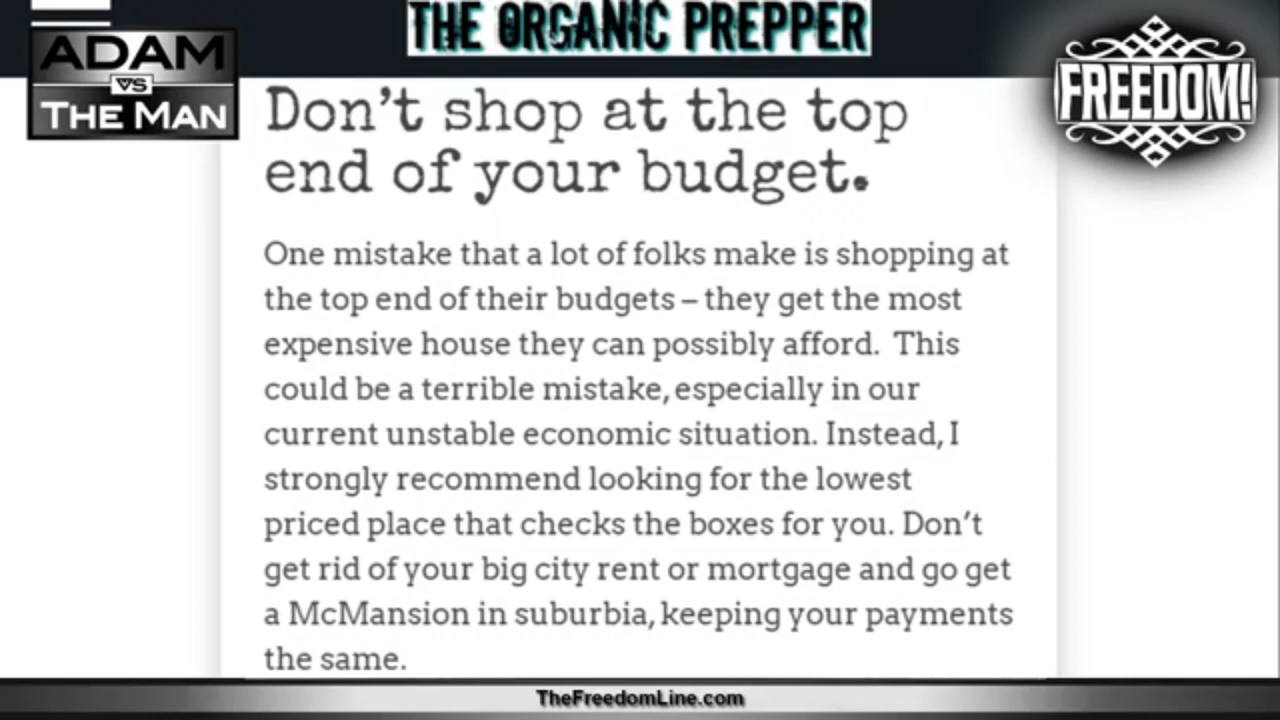 THE ORGANIC PREPPER
ADAM
VS
THE MAN
FREEDOM!
Don’t shop at the top
end of your budget.
One mistake that a lot of folks make is shopping at
the top end of their budgets – they get the most
expensive house they can possibly afford.  This
could be a terrible mistake, especially in our
current unstable economic situation. Instead, I
strongly recommend looking for the lowest
priced place that checks the boxes for you. Don’t
get rid of your big city rent or mortgage and go get
a McMansion in suburbia, keeping your payments
the same.
TheFreedomLine.com